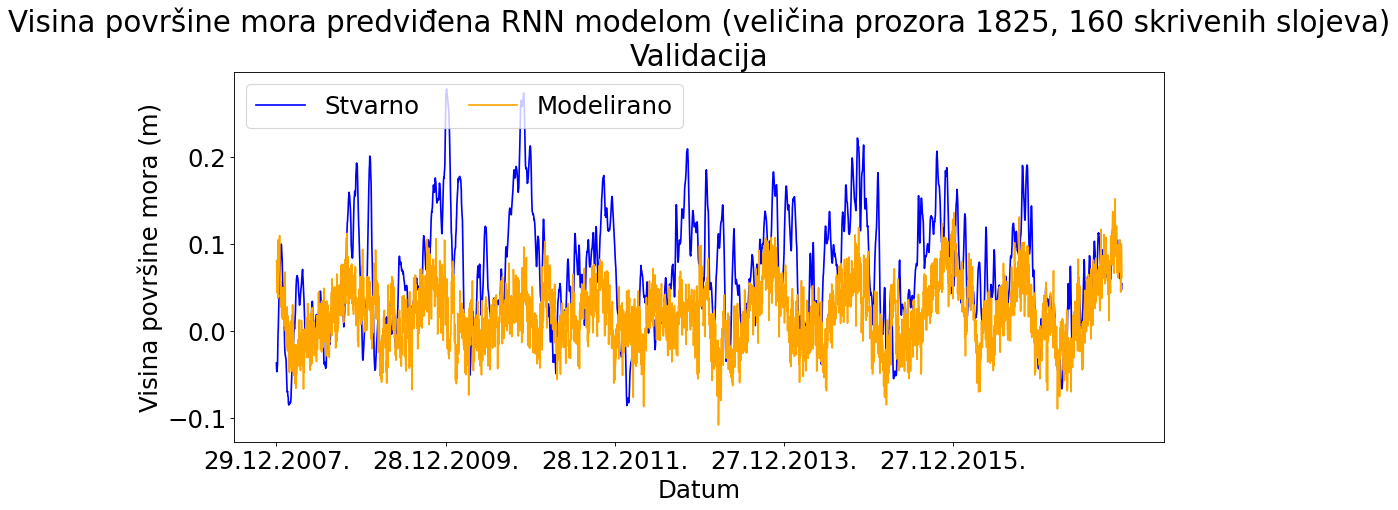 Visina površine mora predviđena RNN modelom (veličina prozora 1825, 160 skrivenih slojeva)
Validacija
Stvarno Modelirano
Visina površine mora (m)
0.2
0.1
0.0
−0.1
29.12.2007. 28.12.2009. 28.12.2011. 27.12.2013. 27.12.2015.
Datum